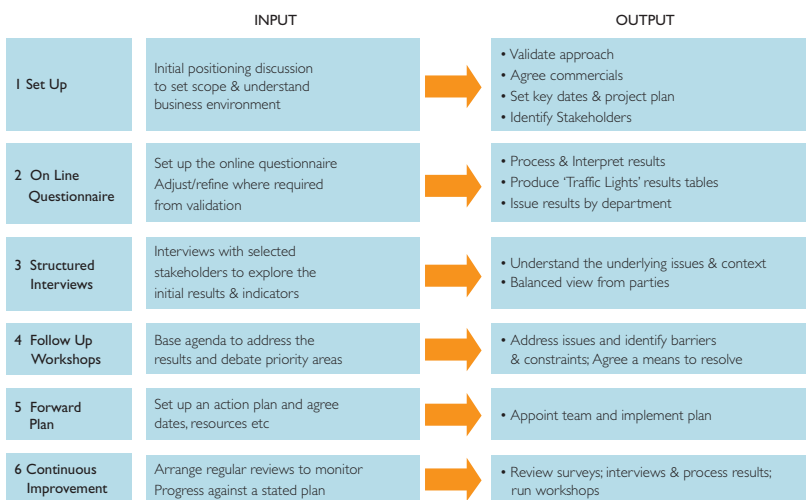 INPUT
OUTPUT
1 Set Up
Initial positioning discussion
to set scope & understand
business environment
• Validate approach
• Agree commercials
• Set key dates & project plan
• Identify Stakeholders
2 On Line
Questionnaire
Set up the online questionnaire
Adjust/refine where required
from validation
• Process & Interpret results
• Produce ‘Traffic Lights’ results tables
• Issue results by department
3 Structured
Interviews
Interviews with selected
stakeholders to explore the
initial results & indicators
• Understand the underlying issues & context
• Balanced view from parties
4 Follow Up
Workshops
Base agenda to address the
results and debate priority areas
• Address issues and identify barriers
& constraints; Agree a means to resolve
5 Forward
Plan
Set up an action plan and agree
dates, resources etc
• Appoint team and implement plan
6 Continuous
Improvement
Arrange regular reviews to monitor
Progress against a stated plan
• Review surveys; interviews & process results;
run workshops